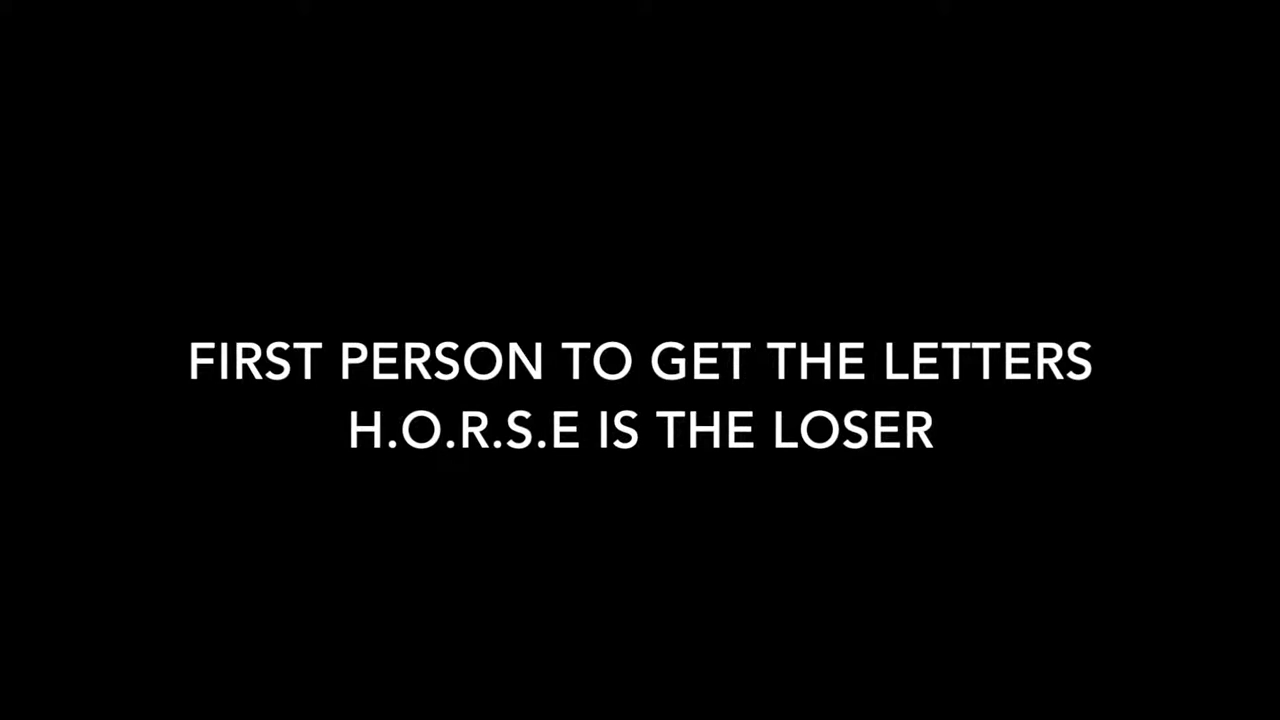 FIRST PERSON TO GET THE LETTERS
H.O.R.S.E IS THE LOSER